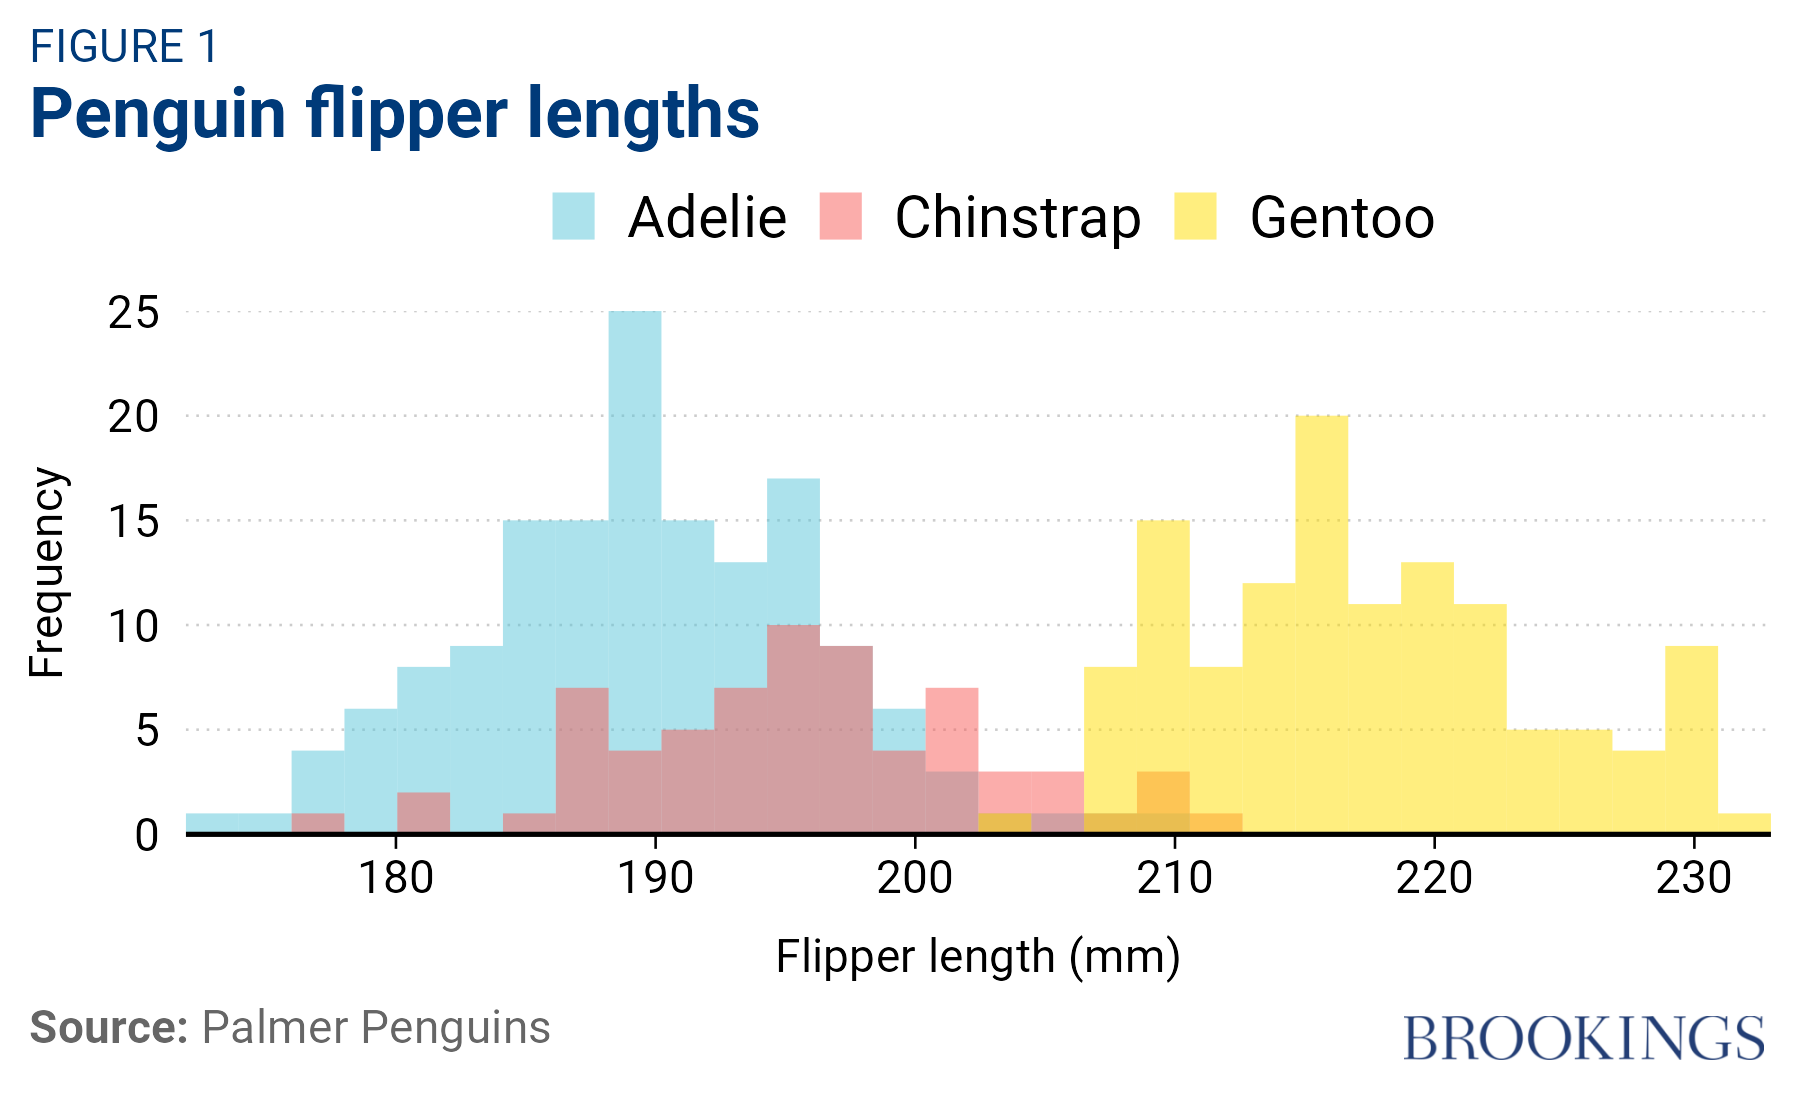 FIGURE 1
Penguin flipper lengths
Adelie Chinstrap Gentoo
25
20
15
10
5
0
Frequency
180 190 200 210 220 230
Flipper length (mm)
Source: Palmer Penguins
BROOKINGS